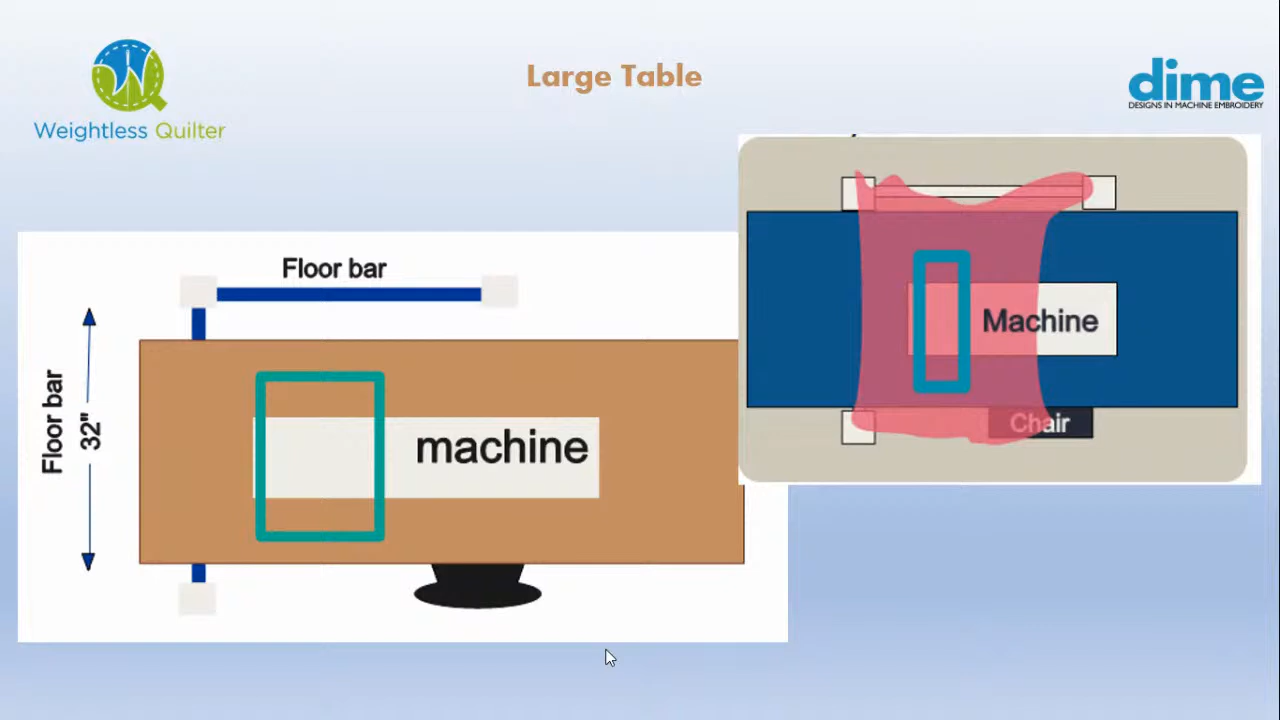 Large Table
Weightless Quilter
dime
DESIGNS IN MACHINE EMBROIDERY
Floor bar
Floor bar
32"
machine
Machine
Chair